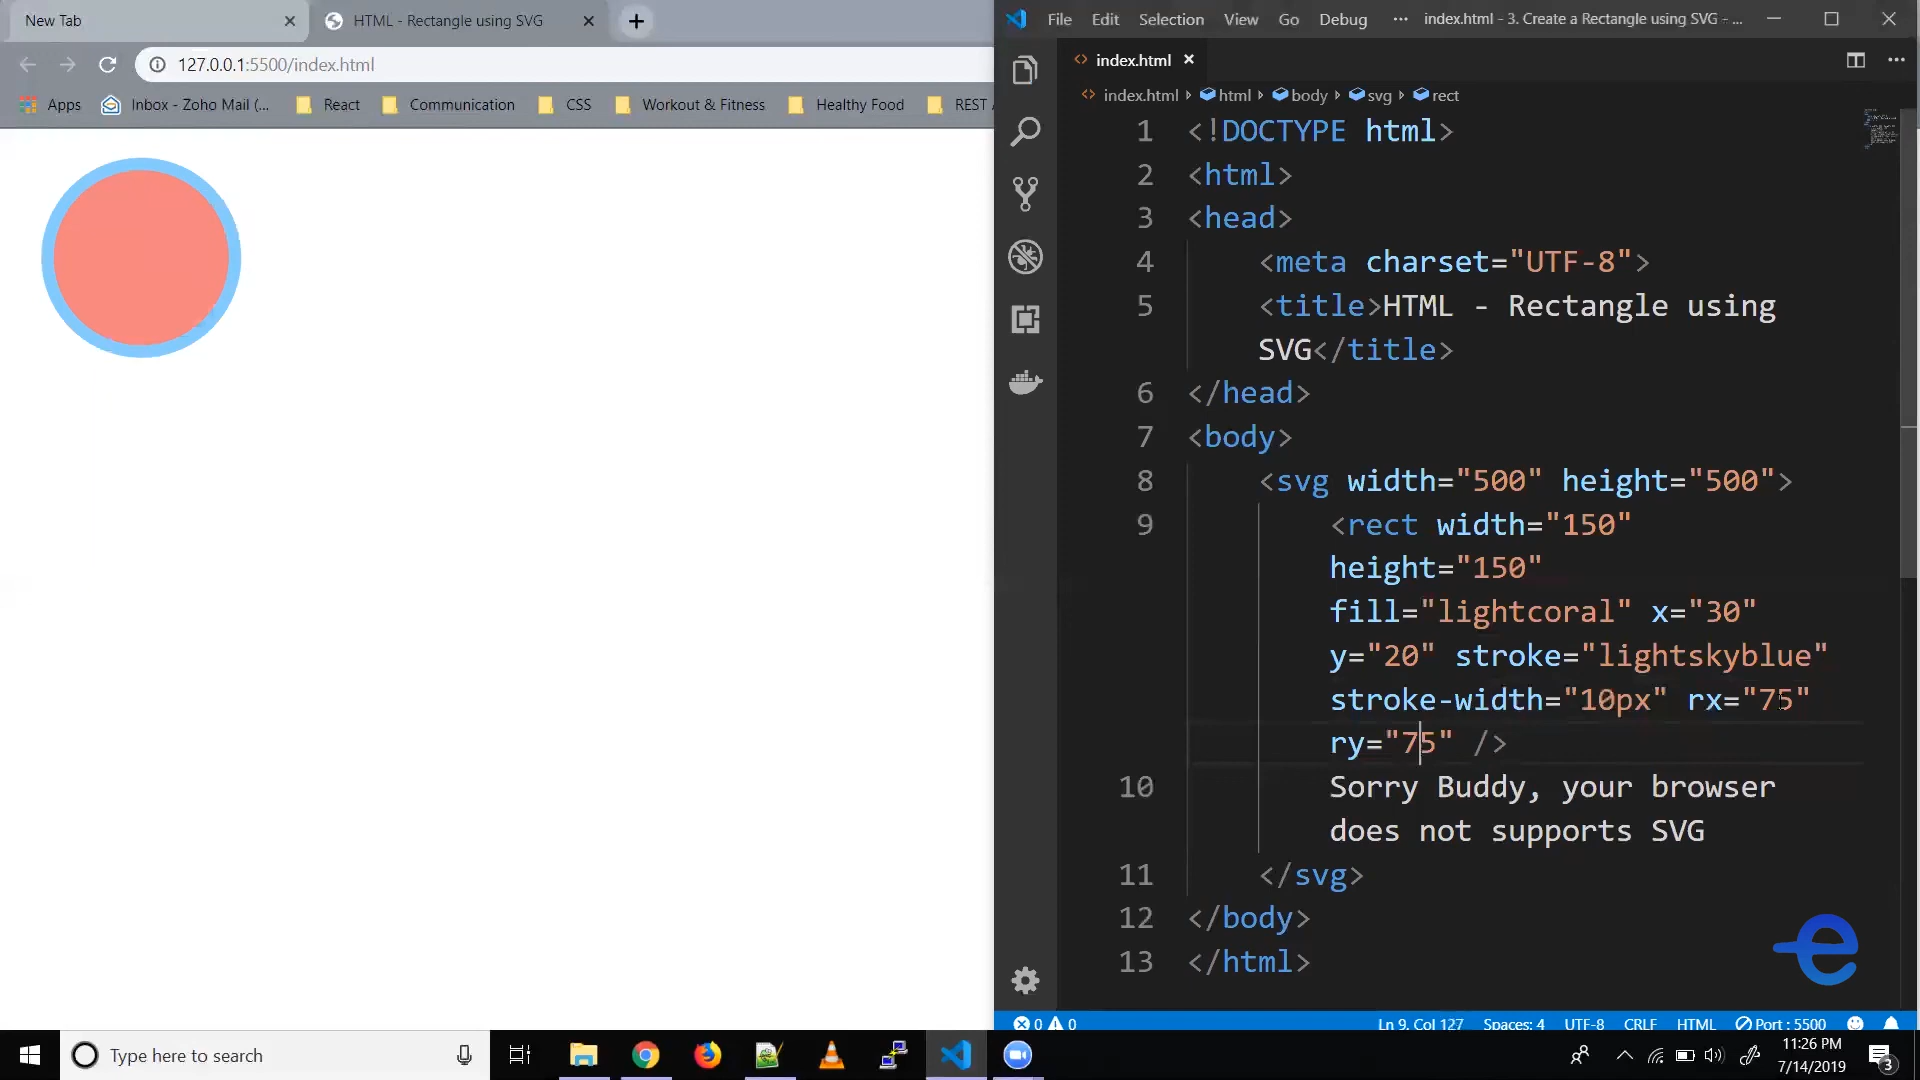 New Tab
HTML - Rectangle using SVG
127.0.0.1:5500/index.html
Apps
Inbox - Zoho Mail (...
React
Communication
CSS
Workout & Fitness
Healthy Food
REST
File Edit Selection View Go Debug ··· index.html - 3. Create a Rectangle using SVG - ...
index.html
index.html › html › body › svg › rect
1 <!DOCTYPE html>
2 <html>
3 <head>
4 <meta charset="UTF-8">
5 <title>HTML - Rectangle using
SVG</title>
6 </head>
7 <body>
8 <svg width="500" height="500">
9 <rect width="150"
height="150"
fill="lightcoral" x="30"
y="20" stroke="lightskyblue"
stroke-width="10px" rx="75"
ry="75" />
10 Sorry Buddy, your browser
does not supports SVG
11 </svg>
12 </body>
13 </html>
0 0 Ln 9, Col 127 Spaces: 4 UTF-8 CRLF HTML Port : 5500
Type here to search
11:26 PM
7/14/2019
3